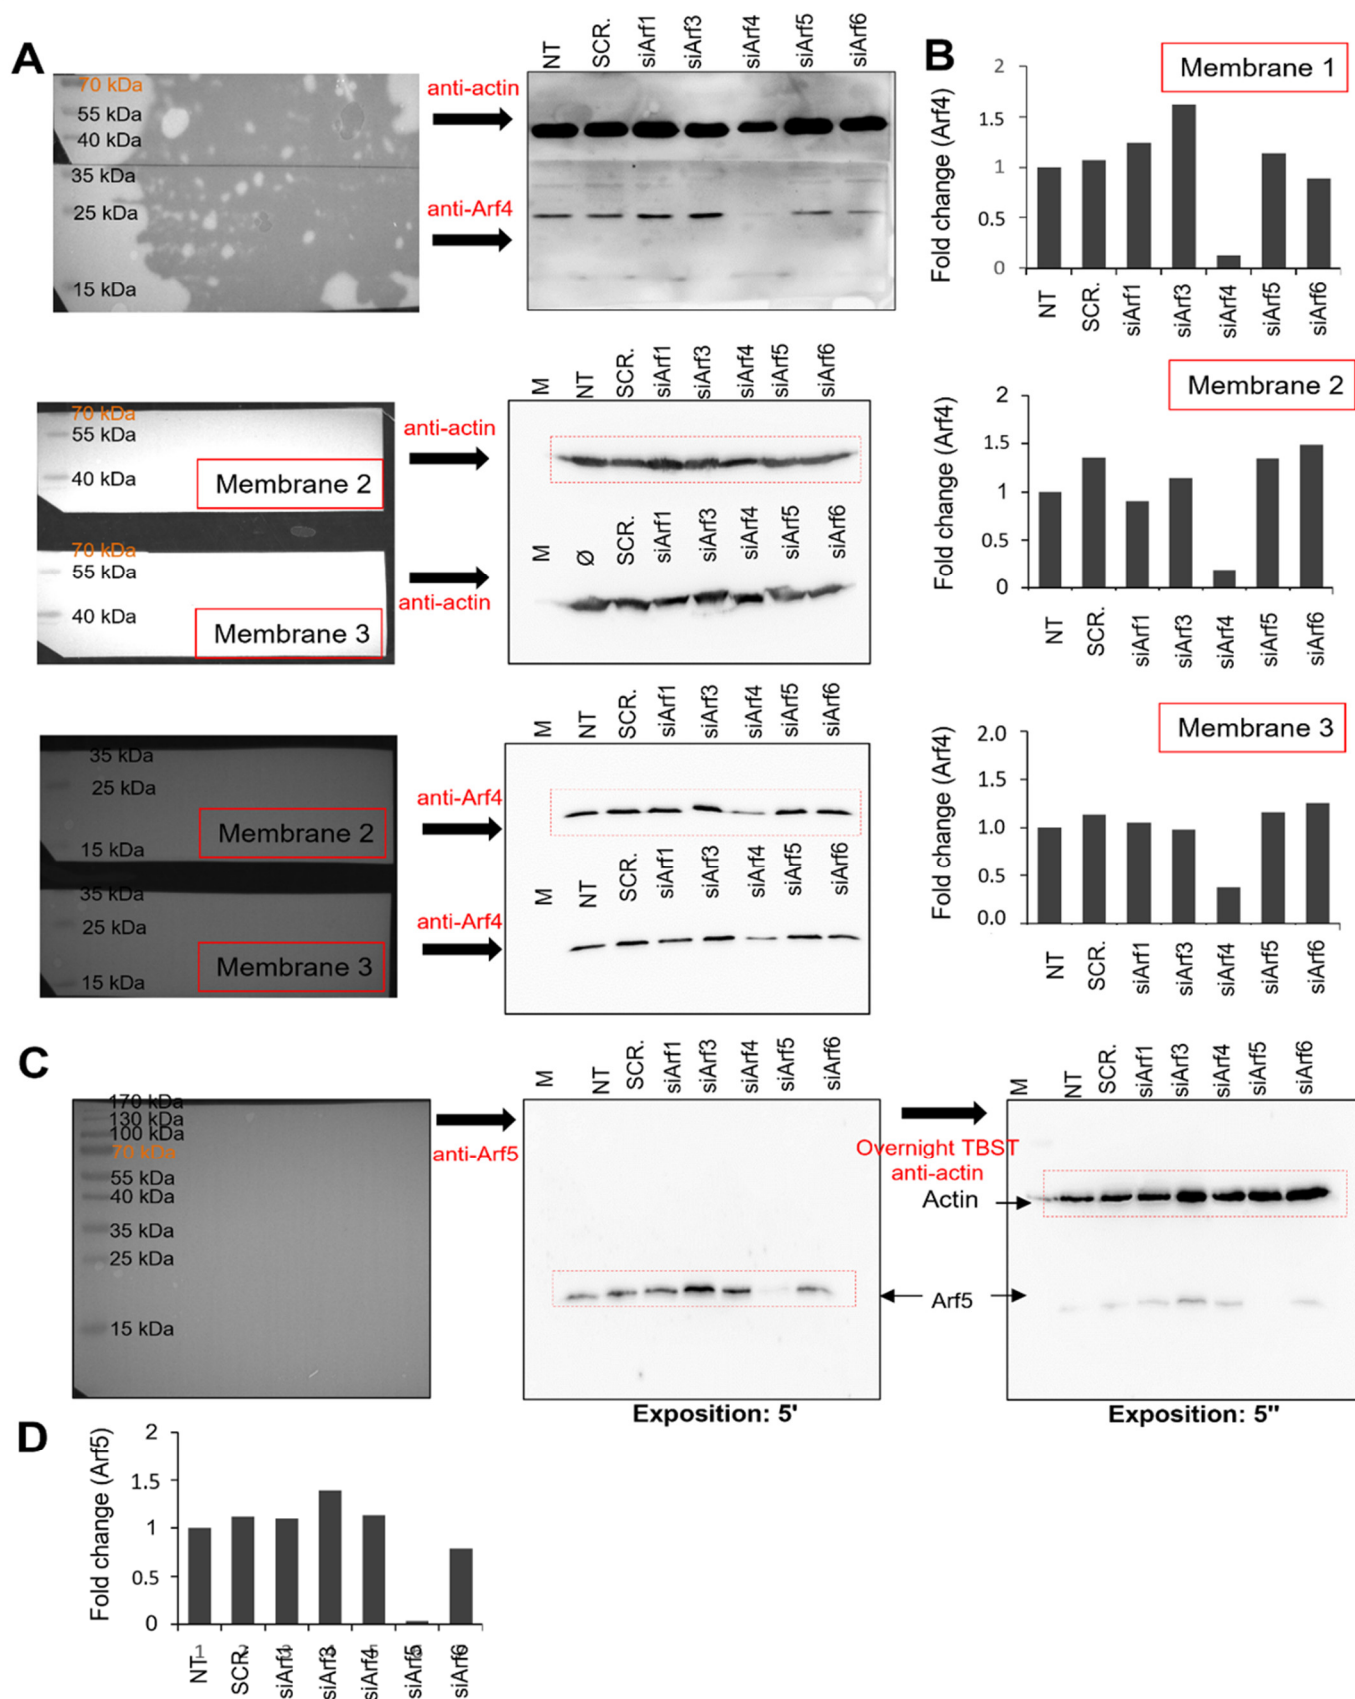 A
70 kDa
55 kDa
40 kDa
35 kDa
25 kDa
15 kDa
anti-actin
anti-Arf4
NT
SCR.
siArf1
siArf3
siArf4
siArf5
siArf6
B
Membrane 1
Fold change (Arf4)
2
1.5
1
0.5
0
NT
SCR.
siArf1
siArf3
siArf4
siArf5
siArf6
70 kDa
55 kDa
40 kDa
Membrane 2
70 kDa
55 kDa
40 kDa
Membrane 3
anti-actin
anti-actin
M
NT
SCR.
siArf1
siArf3
siArf4
siArf5
siArf6
M
Ø
SCR.
siArf1
siArf3
siArf4
siArf5
siArf6
Membrane 2
Fold change (Arf4)
2
1.5
1
0.5
0
NT
SCR.
siArf1
siArf3
siArf4
siArf5
siArf6
35 kDa
25 kDa
Membrane 2
15 kDa
35 kDa
25 kDa
Membrane 3
15 kDa
anti-Arf4
anti-Arf4
M
NT
SCR.
siArf1
siArf3
siArf4
siArf5
siArf6
M
NT
SCR.
siArf1
siArf3
siArf4
siArf5
siArf6
Membrane 3
Fold change (Arf4)
2.0
1.5
1.0
0.5
0.0
NT
SCR.
siArf1
siArf3
siArf4
siArf5
siArf6
C
170 kDa
130 kDa
100 kDa
70 kDa
55 kDa
40 kDa
35 kDa
25 kDa
15 kDa
anti-Arf5
M
NT
SCR.
siArf1
siArf3
siArf4
siArf5
siArf6
Exposition: 5'
Overnight TBST
anti-actin
Actin
Arf5
M
NT
SCR.
siArf1
siArf3
siArf4
siArf5
siArf6
Exposition: 5''
D
Fold change (Arf5)
2
1.5
1
0.5
0
NT
SCR.
siArf1
siArf3
siArf4
siArf5
siArf6